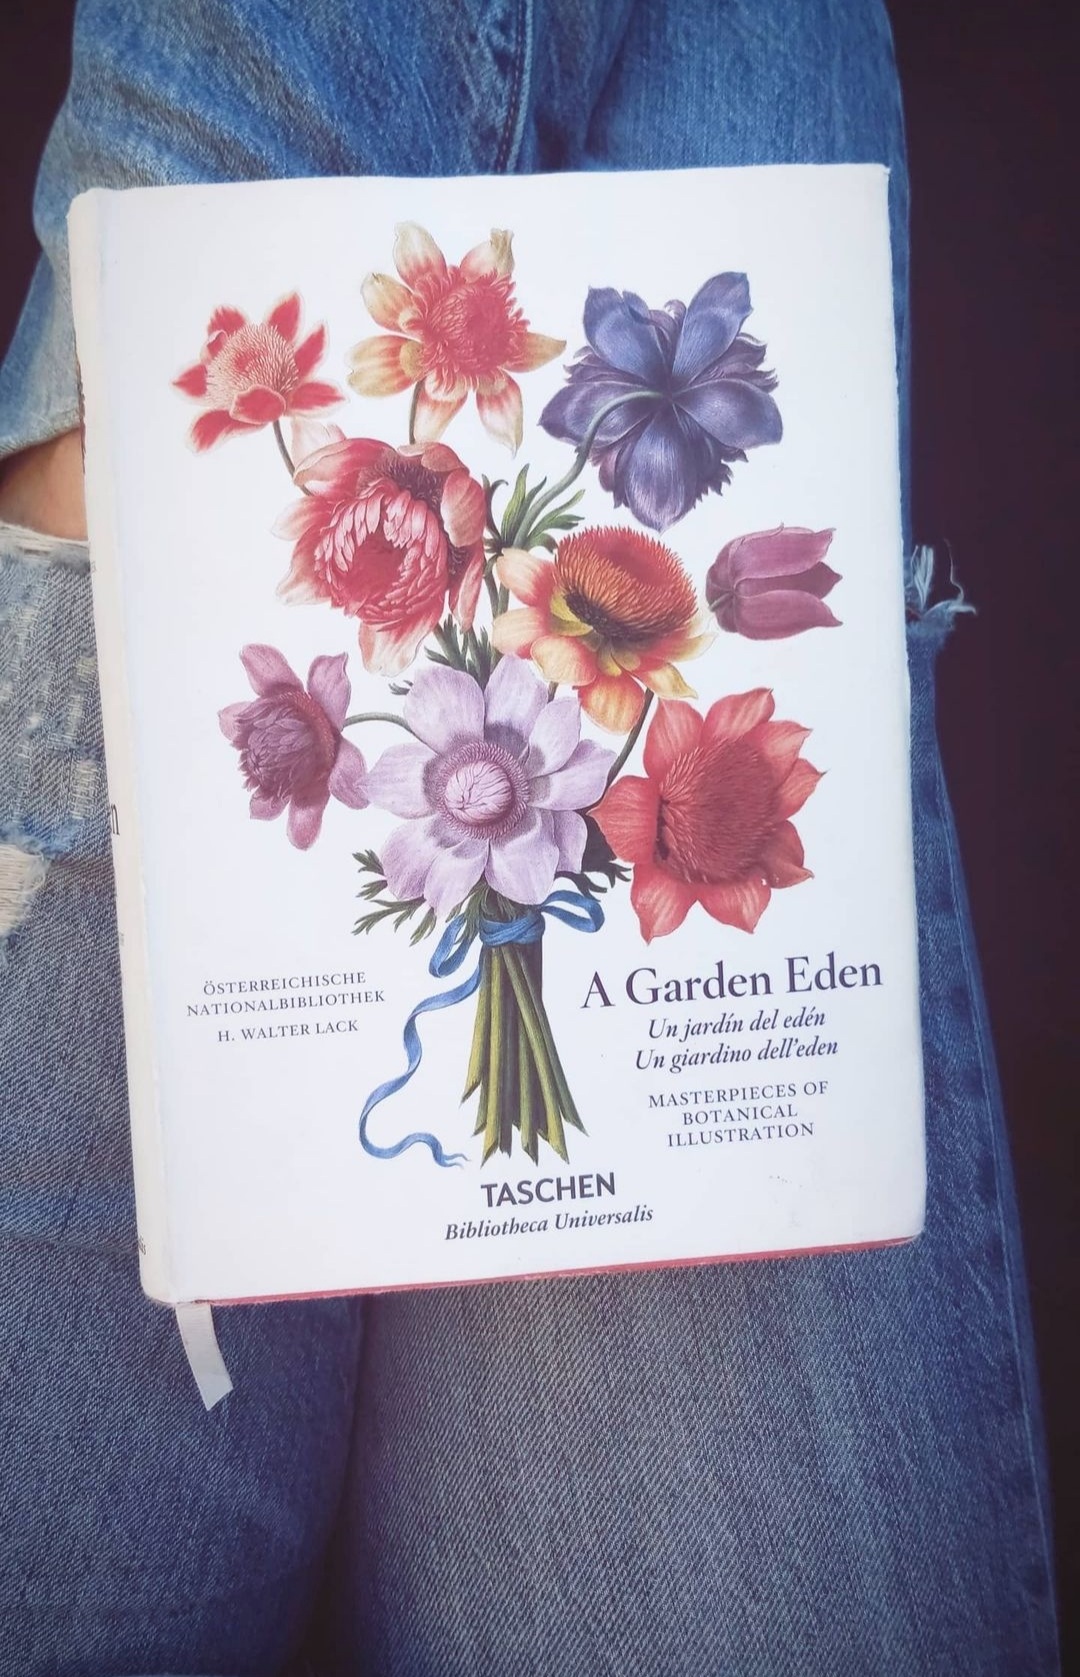 ÖSTERREICHISCHE
NATIONALBIBLIOTHEK
H. WALTER LACK
A Garden Eden
Un jardín del edén
Un giardino dell'eden
MASTERPIECES OF
BOTANICAL
ILLUSTRATION
TASCHEN
Bibliotheca Universalis